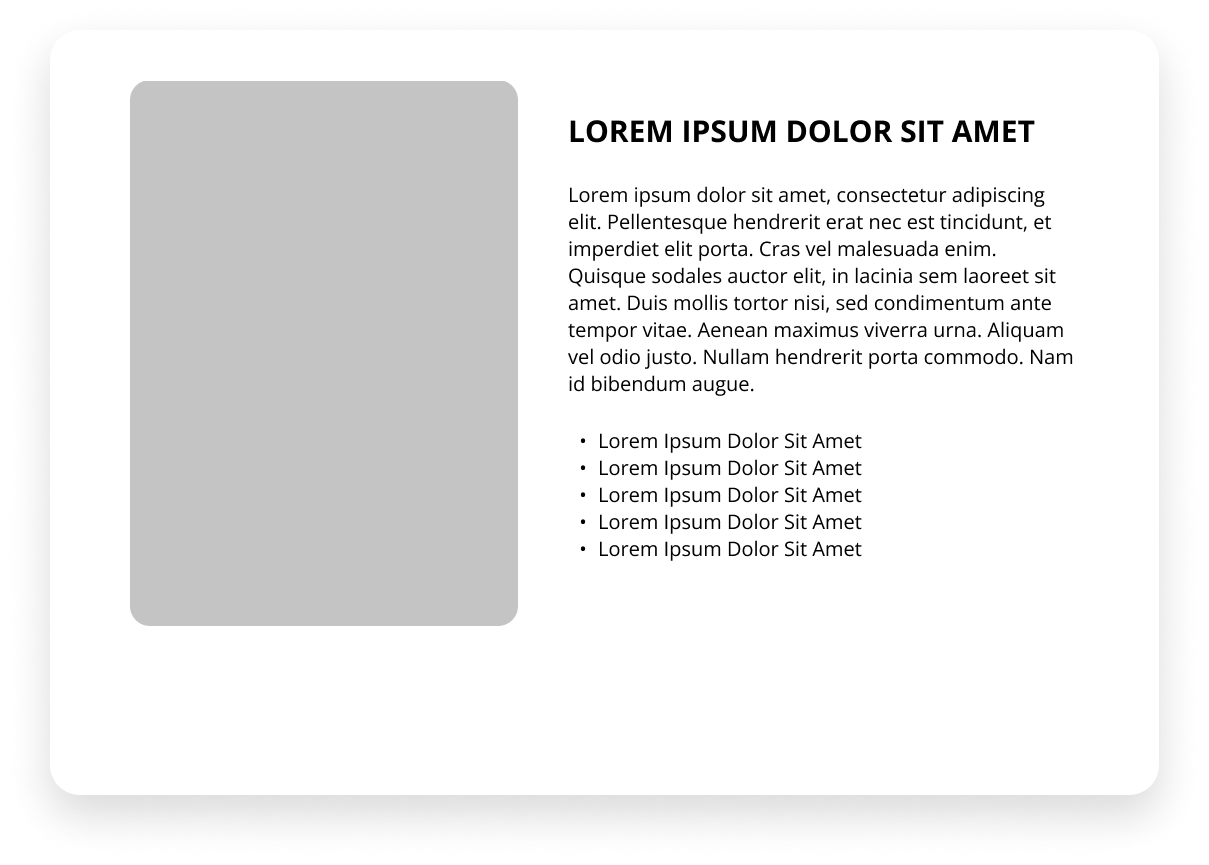 LOREM IPSUM DOLOR SIT AMET
Lorem ipsum dolor sit amet, consectetur adipiscing
elit. Pellentesque hendrerit erat nec est tincidunt, et
imperdiet elit porta. Cras vel malesuada enim.
Quisque sodales auctor elit, in lacinia sem laoreet sit
amet. Duis mollis tortor nisi, sed condimentum ante
tempor vitae. Aenean maximus viverra urna. Aliquam
vel odio justo. Nullam hendrerit porta commodo. Nam
id bibendum augue.
• Lorem Ipsum Dolor Sit Amet
• Lorem Ipsum Dolor Sit Amet
• Lorem Ipsum Dolor Sit Amet
• Lorem Ipsum Dolor Sit Amet
• Lorem Ipsum Dolor Sit Amet